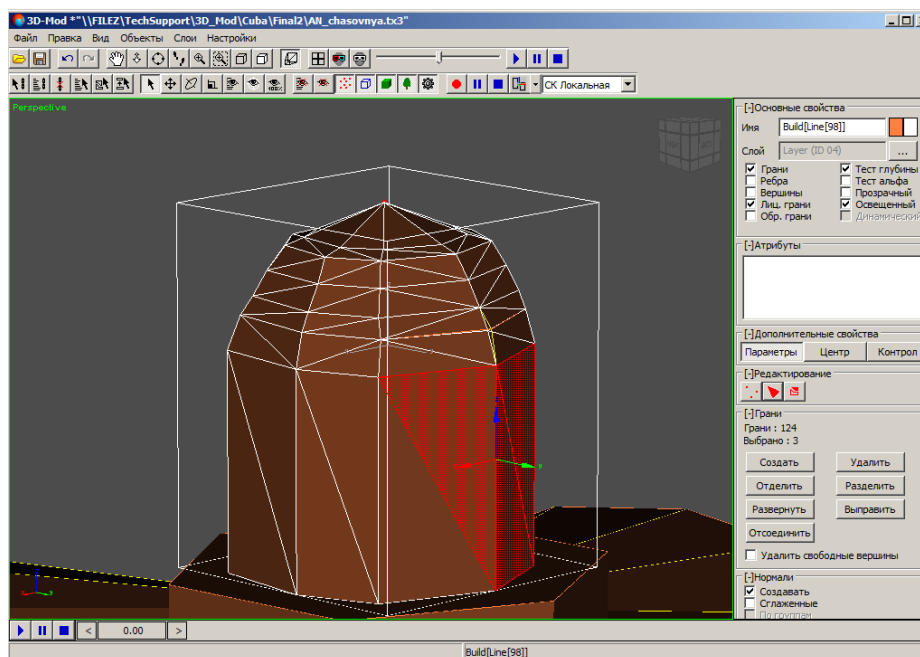 3D-Mod *"\\FILEZ\TechSupport\3D_Mod\Cuba\Final2\AN_chasovnya.tx3"
Файл Правка Вид Объекты Слои Настройки
СК Локальная
Perspective
[-]Основные свойства
Имя Build[Line[98]]
Слой Layer (ID 04) ...
Грани Тест глубины
Ребра Тест альфа
Вершины Прозрачный
Лиц. грани Освещенный
Обр. грани Динамический
[-]Атрибуты
[-]Дополнительные свойства
Параметры Центр Контрол
[-]Редактирование
[-]Грани
Грани : 124
Выбрано : 3
Создать Удалить
Отделить Разделить
Развернуть Выправить
Отсоединить
Удалить свободные вершины
[-]Нормали
Создавать
Сглаженные
По группам
< 0.00 >
Build[Line[98]]